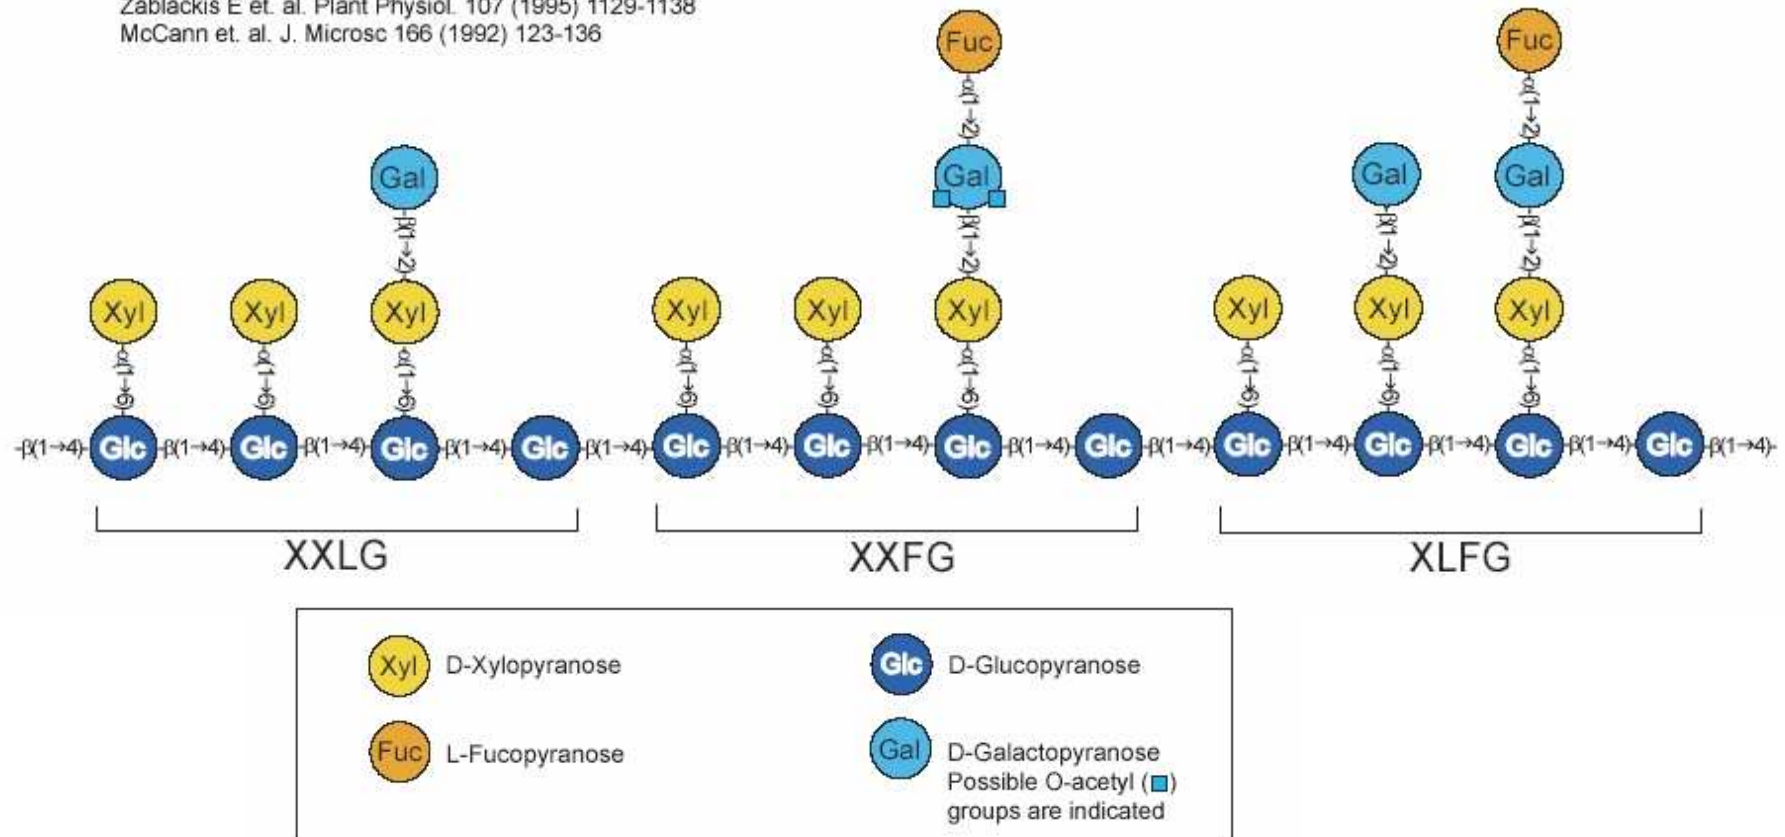 Zablackis E et. al. Plant Physiol. 107 (1995) 1129-1138
McCann et. al. J. Microsc 166 (1992) 123-136
Fuc Fuc
α(1→2) α(1→2)
Gal Gal Gal Gal
β(1→2) β(1→2) β(1→2) β(1→2)
Xyl Xyl Xyl Xyl Xyl Xyl Xyl Xyl Xyl
α(1→6) α(1→6) α(1→6) α(1→6) α(1→6) α(1→6) α(1→6) α(1→6) α(1→6)
-β(1→4)- Glc -β(1→4)- Glc -β(1→4)- Glc -β(1→4)- Glc -β(1→4)- Glc -β(1→4)- Glc -β(1→4)- Glc -β(1→4)- Glc -β(1→4)- Glc -β(1→4)- Glc -β(1→4)- Glc -β(1→4)- Glc -β(1→4)-
XXLG XXFG XLFG
Xyl D-Xylopyranose
Glc D-Glucopyranose
Fuc L-Fucopyranose
Gal D-Galactopyranose
Possible O-acetyl (■)
groups are indicated